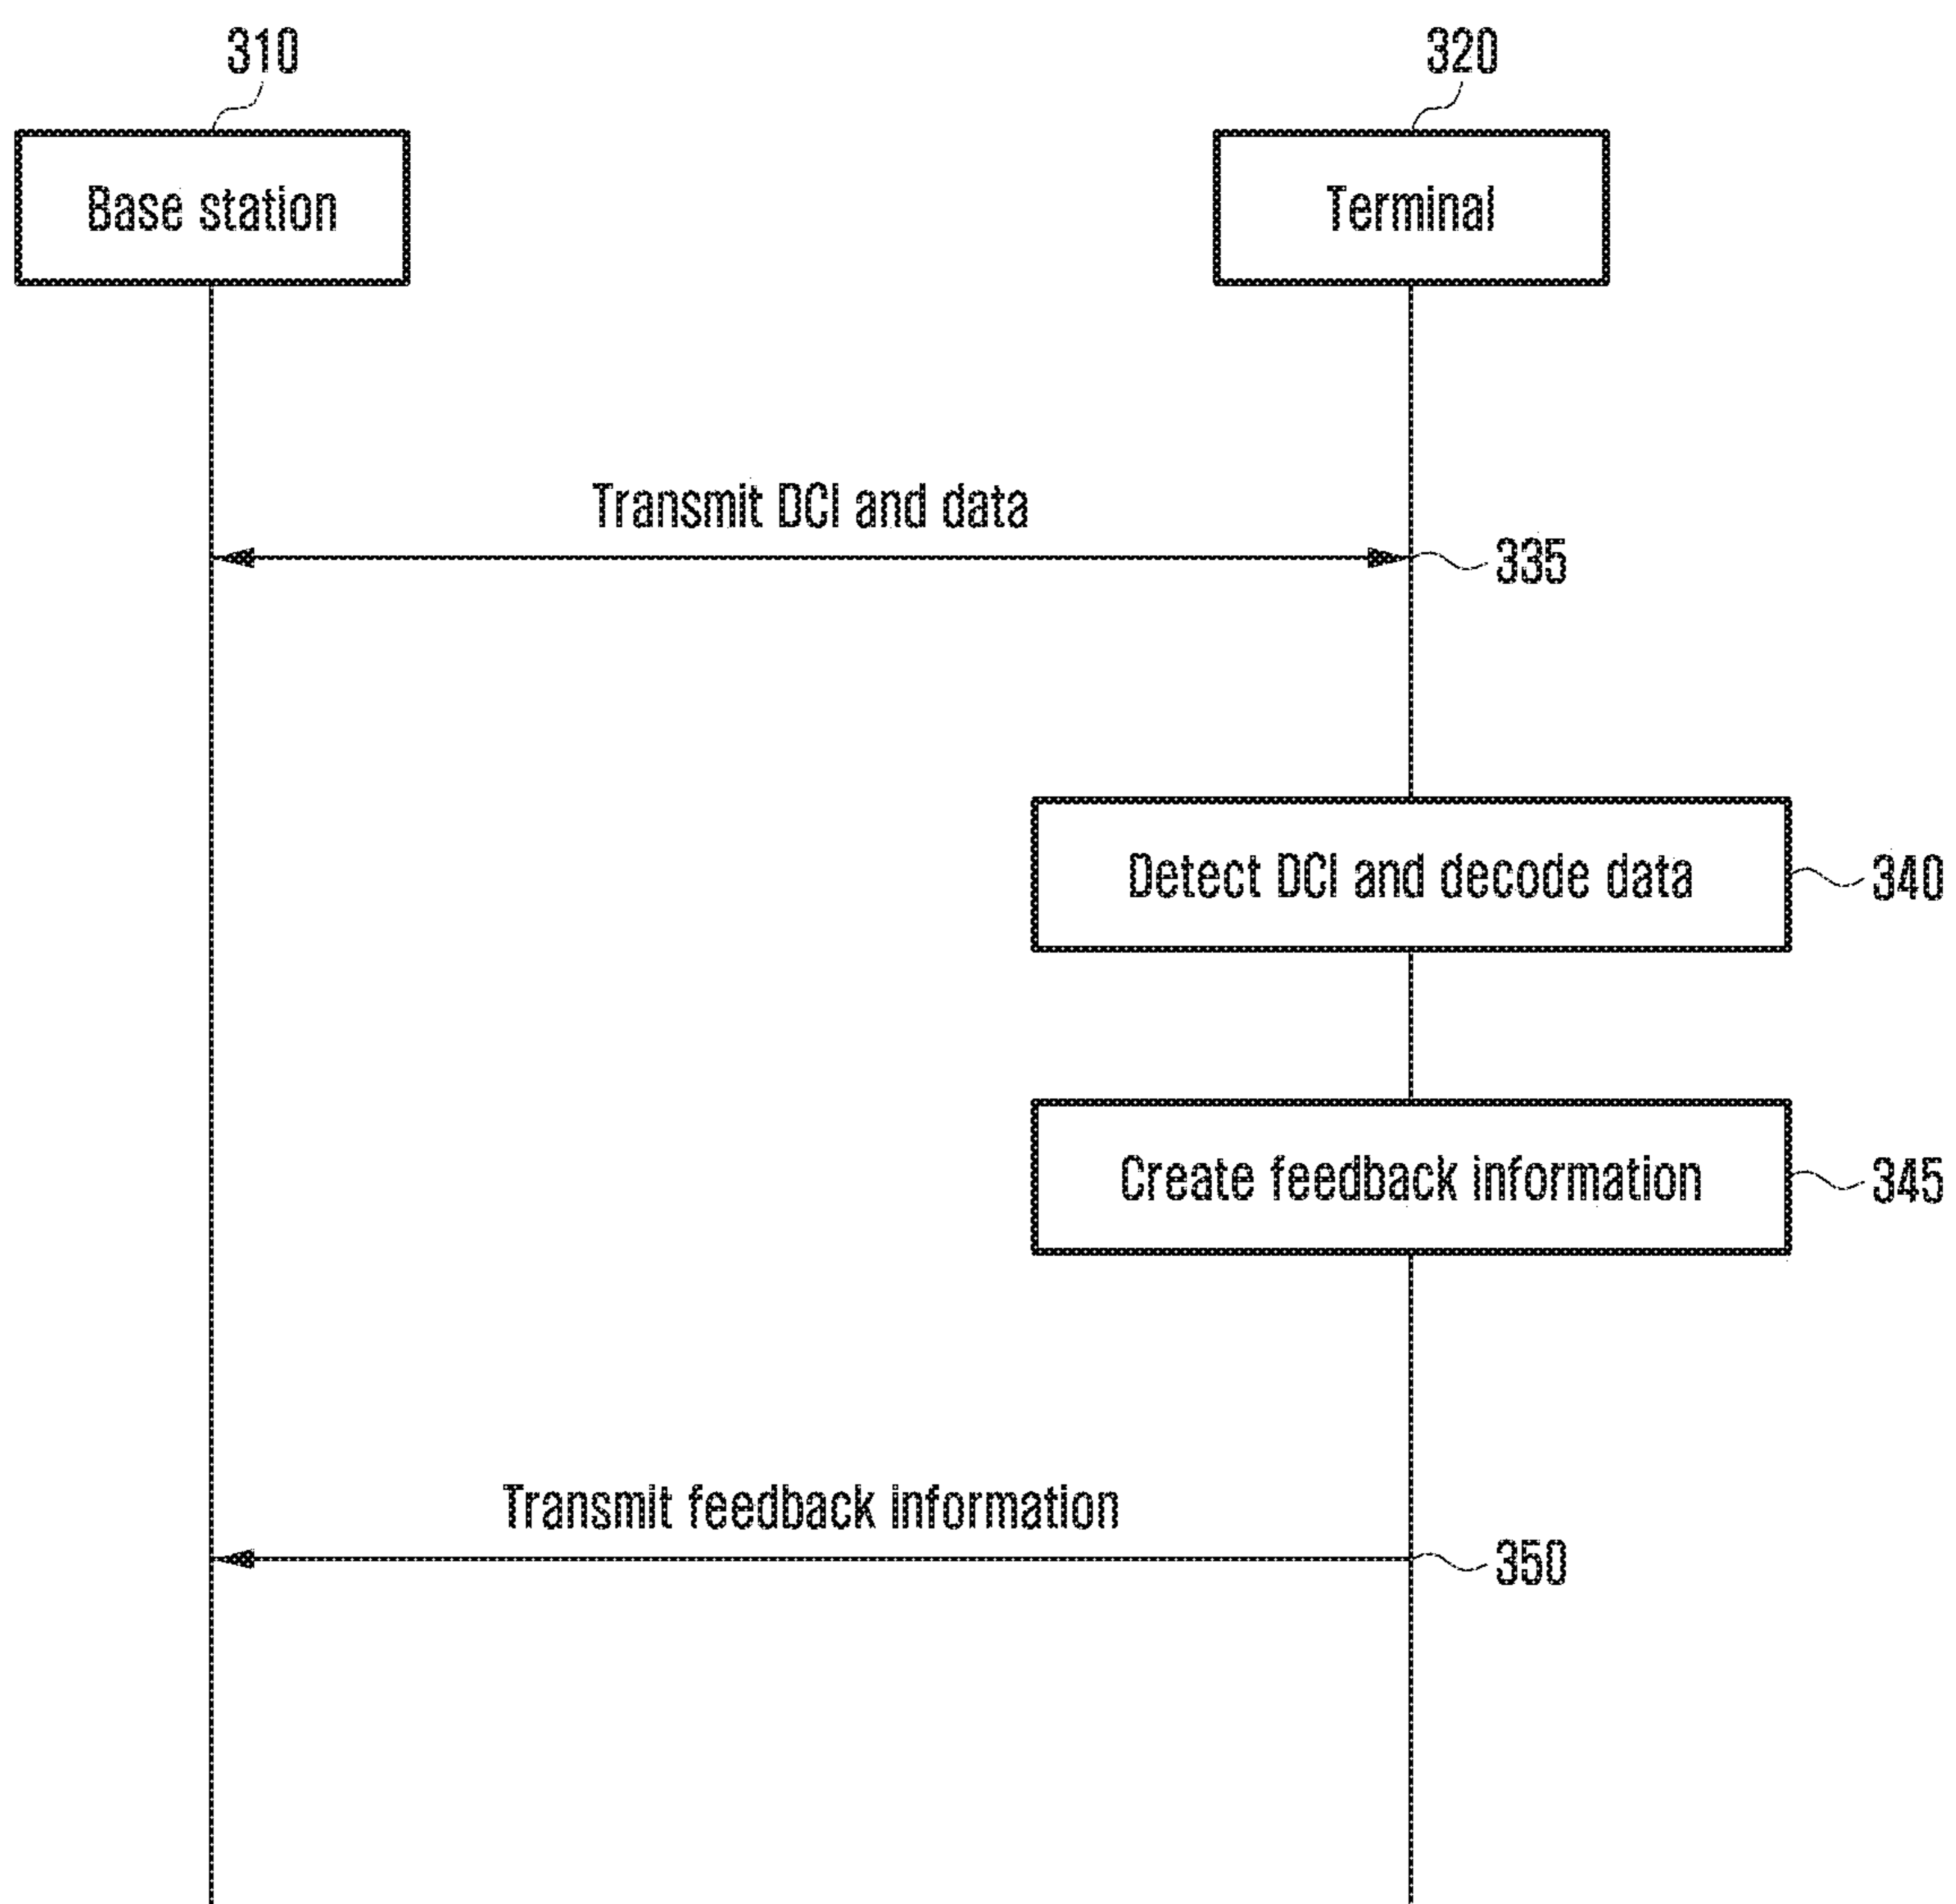 310
320
Base station
Terminal
Transmit DCI and data
335
Detect DCI and decode data
340
Create feedback information
345
Transmit feedback information
350